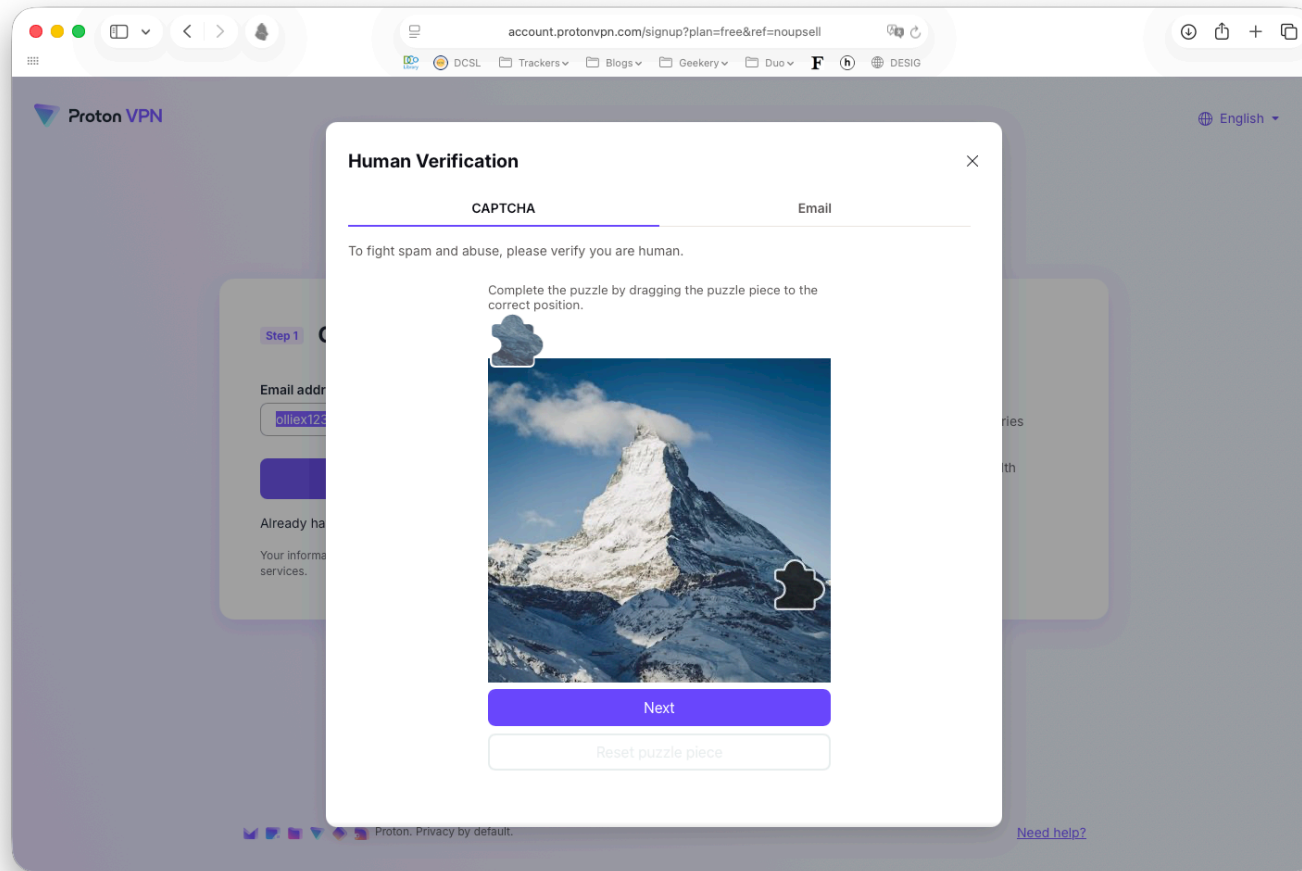 account.protonvpn.com/signup?plan=free&ref=noupsell
DCSL
Trackers
Blogs
Geekery
Duo
F
h
DESIG
Proton VPN
English
Human Verification
CAPTCHA
Email
To fight spam and abuse, please verify you are human.
Complete the puzzle by dragging the puzzle piece to the
correct position.
Step 1
Email addr
olliex123
ries
lth
Already ha
Your informa
services.
Next
Reset puzzle piece
Proton. Privacy by default.
Need help?